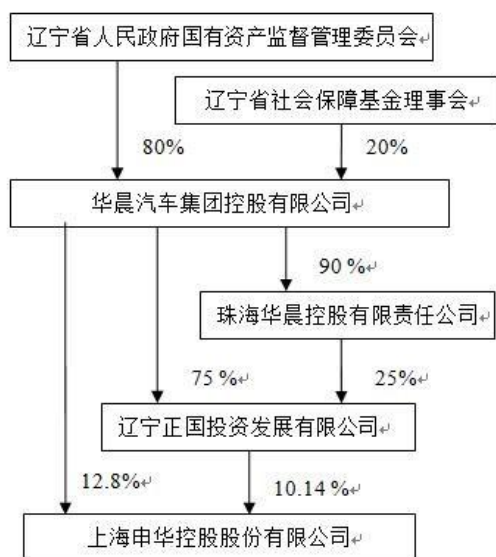 辽宁省人民政府国有资产监督管理委员会
辽宁省社会保障基金理事会
80%
20%
华晨汽车集团控股有限公司
90 %
珠海华晨控股有限责任公司
75 %
25%
辽宁正国投资发展有限公司
12.8%
10.14 %
上海申华控股股份有限公司